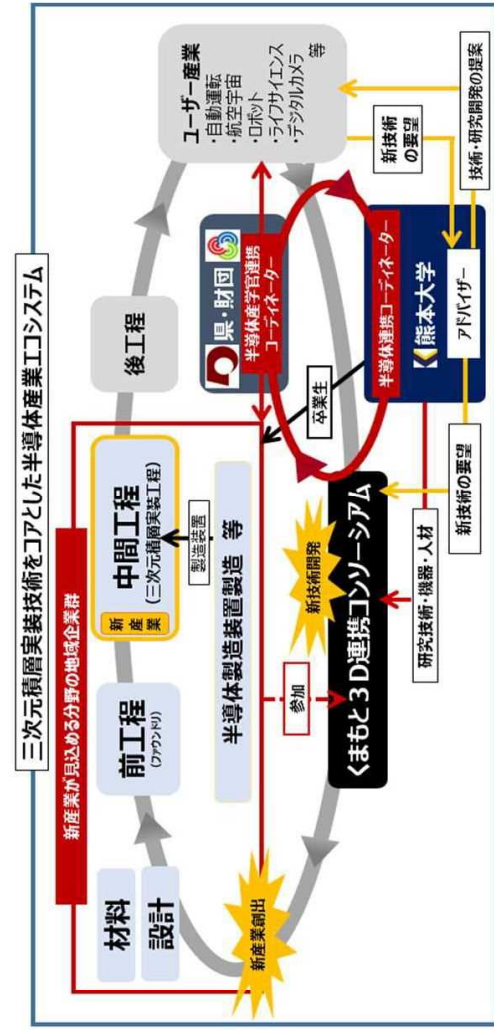 三次元積層実装技術をコアとした半導体産業エコシステム
新産業が見込める分野の地域企業群
材料
設計
前工程
(ファウンドリ)
新産業
中間工程
(三次元積層実装工程)
後工程
ユーザー産業
・自動運転
・航空宇宙
・ロボット
・ライフサイエンス
・デジタルカメラ
等
製造装置
半導体製造装置製造 等
県・財団
半導体産学官連携
コーディネーター
卒業生
新産業創出
参加
新技術開発
くまもと3D連携コンソーシアム
半導体連携コーディネーター
熊本大学
アドバイザー
新技術
の要望
研究技術・機器・人材
新技術の要望
技術・研究開発の提案